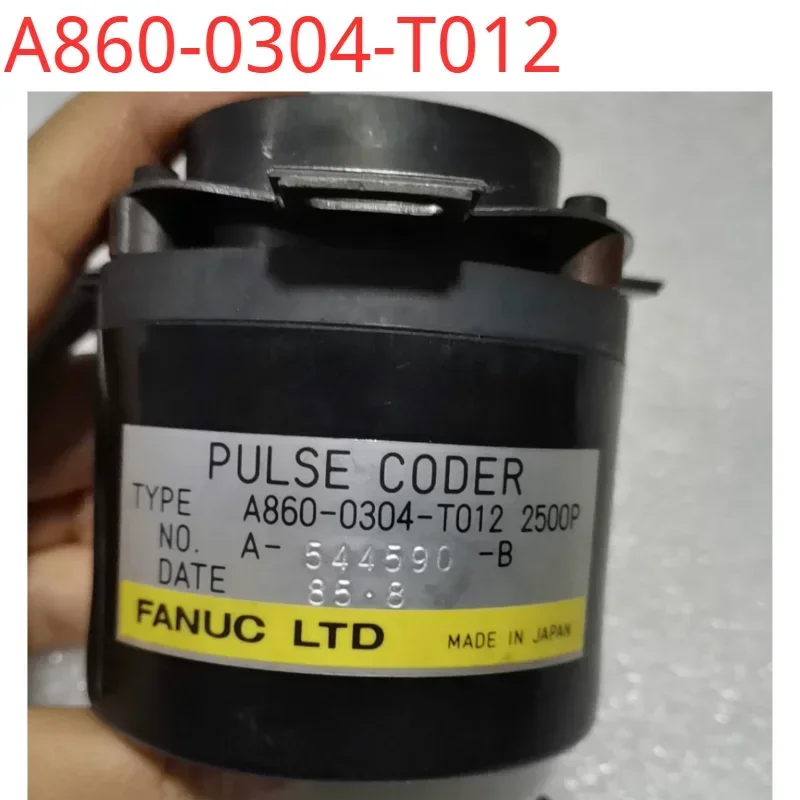 A860-0304-T012
PULSE CODER
TYPE A860-0304-T012 2500P
NO. A- 544590 -B
DATE 85.8
FANUC LTD MADE IN JAPAN